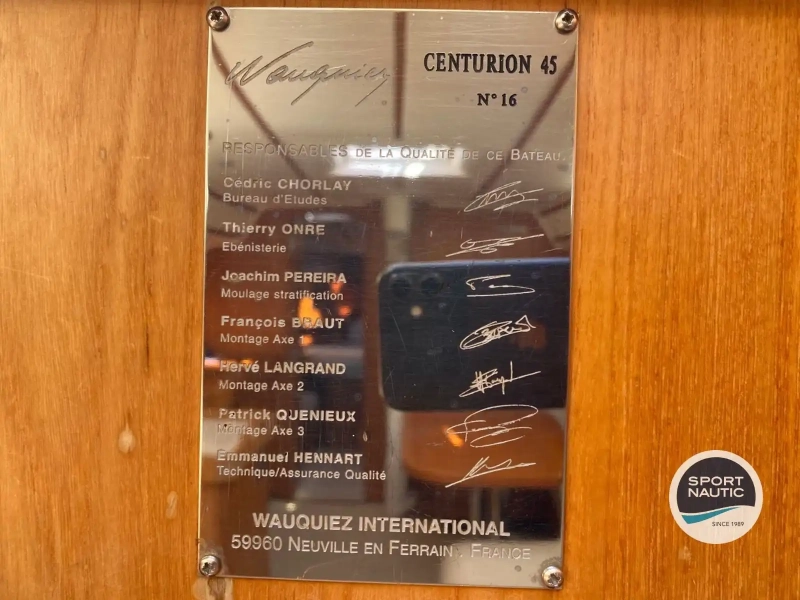 Wauquiez
CENTURION 45
N° 16
RESPONSABLES DE LA QUALITÉ DE CE BATEAU.
Cédric CHORLAY
Bureau d'Etudes
Thierry ONRE
Ebénisterie
Joachim PEREIRA
Moulage stratification
François BRAUT
Montage Axe 1
Hervé LANGRAND
Montage Axe 2
Patrick QUENIEUX
Montage Axe 3
Emmanuel HENNART
Technique/Assurance Qualité
WAUQUIEZ INTERNATIONAL
59960 NEUVILLE EN FERRAIN . FRANCE
SPORT
NAUTIC
SINCE 1989